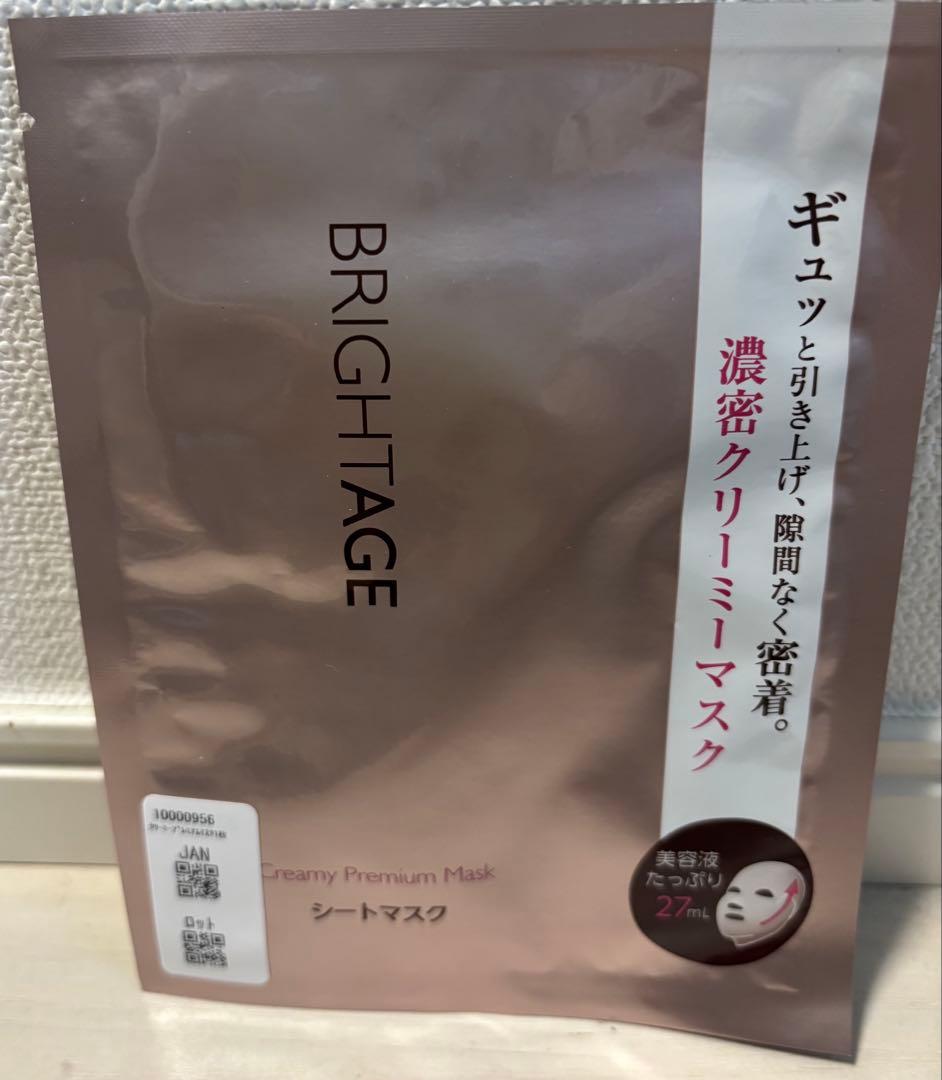 ギュッと引き上げ、隙間なく密着。
濃密クリーミーマスク
BRIGHTAGE
10000956
JAN
ロット
Creamy Premium Mask
シートマスク
美容液
たっぷり
27mL